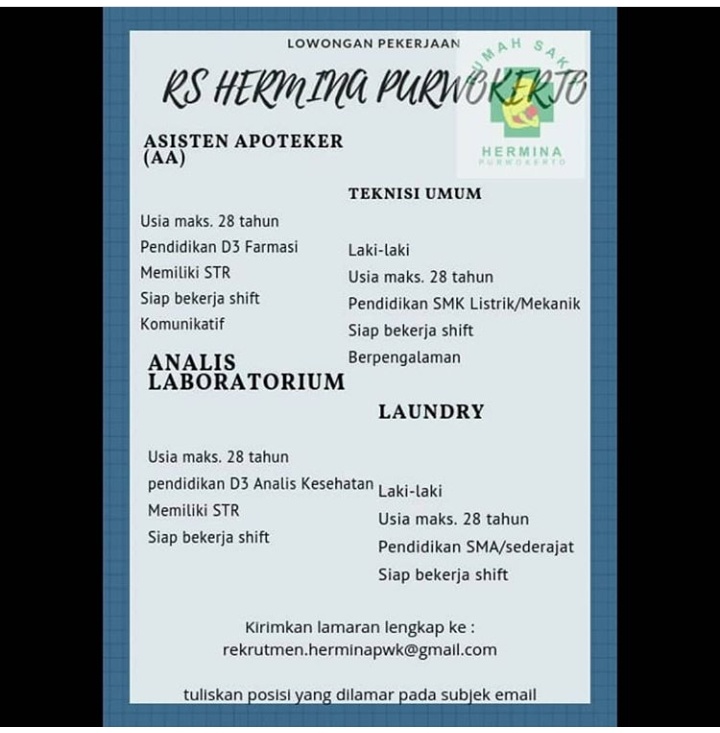 LOWONGAN PEKERJAAN
RS HERMINA PURWOKERTO
RUMAH SAKIT
HERMINA
PURWOKERTO
ASISTEN APOTEKER
(AA)
Usia maks. 28 tahun
Pendidikan D3 Farmasi
Memiliki STR
Siap bekerja shift
Komunikatif
TEKNISI UMUM
Laki-laki
Usia maks. 28 tahun
Pendidikan SMK Listrik/Mekanik
Siap bekerja shift
Berpengalaman
ANALIS
LABORATORIUM
Usia maks. 28 tahun
pendidikan D3 Analis Kesehatan
Memiliki STR
Siap bekerja shift
LAUNDRY
Laki-laki
Usia maks. 28 tahun
Pendidikan SMA/sederajat
Siap bekerja shift
Kirimkan lamaran lengkap ke :
rekrutmen.herminapwk@gmail.com
tuliskan posisi yang dilamar pada subjek email